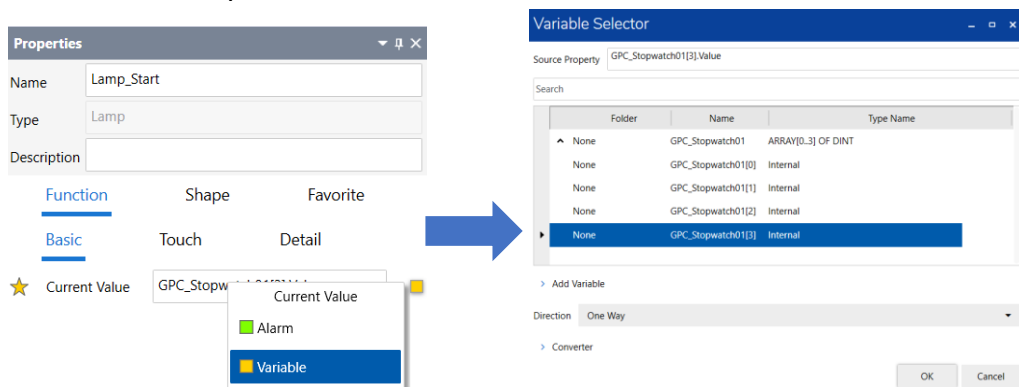 Properties
Name Lamp_Start
Type Lamp
Description
Function Shape Favorite
Basic Touch Detail
Current Value GPC_Stopw
Current Value
Alarm
Variable
Variable Selector
Source Property GPC_Stopwatch01[3].Value
Search
Folder Name Type Name
None GPC_Stopwatch01 ARRAY[0..3] OF DINT
None GPC_Stopwatch01[0] Internal
None GPC_Stopwatch01[1] Internal
None GPC_Stopwatch01[2] Internal
None GPC_Stopwatch01[3] Internal
Add Variable
Direction One Way
Converter
OK Cancel